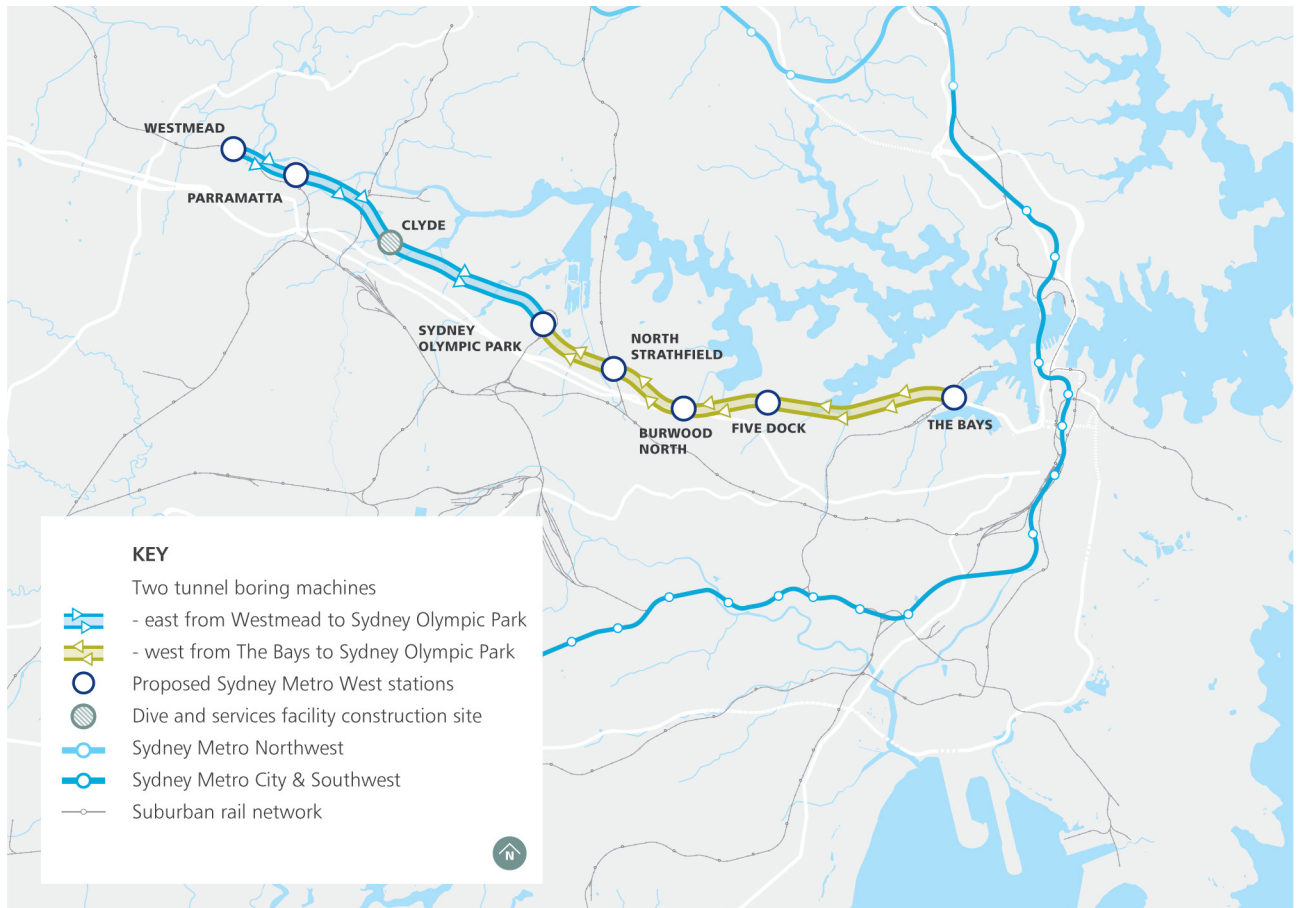 WESTMEAD
PARRAMATTA
CLYDE
SYDNEY
OLYMPIC PARK
NORTH
STRATHFIELD
BURWOOD
NORTH
FIVE DOCK
THE BAYS
KEY
Two tunnel boring machines
- east from Westmead to Sydney Olympic Park
- west from The Bays to Sydney Olympic Park
Proposed Sydney Metro West stations
Dive and services facility construction site
Sydney Metro Northwest
Sydney Metro City & Southwest
Suburban rail network
N